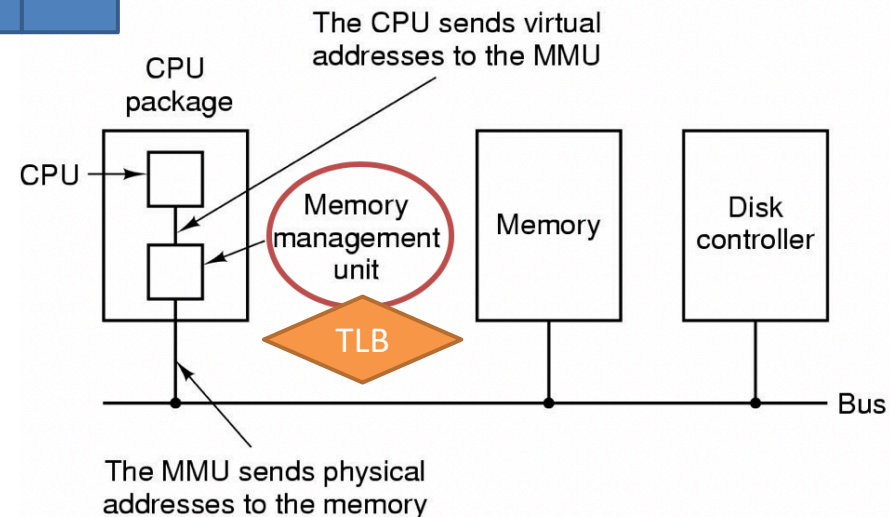 The CPU sends virtual
addresses to the MMU
CPU
package
CPU
Memory
management
unit
Memory
Disk
controller
TLB
Bus
The MMU sends physical
addresses to the memory